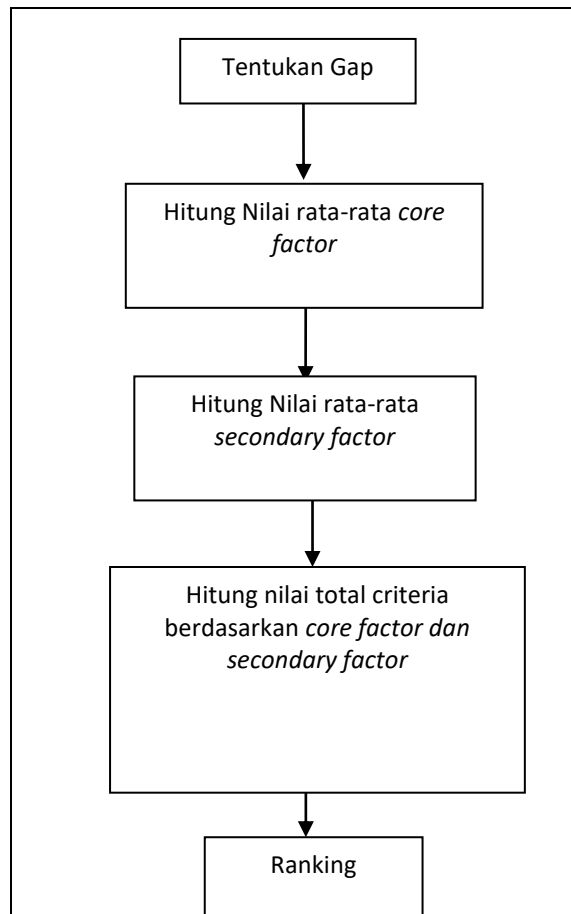 Tentukan Gap
Hitung Nilai rata-rata core
factor
Hitung Nilai rata-rata
secondary factor
Hitung nilai total criteria
berdasarkan core factor dan
secondary factor
Ranking